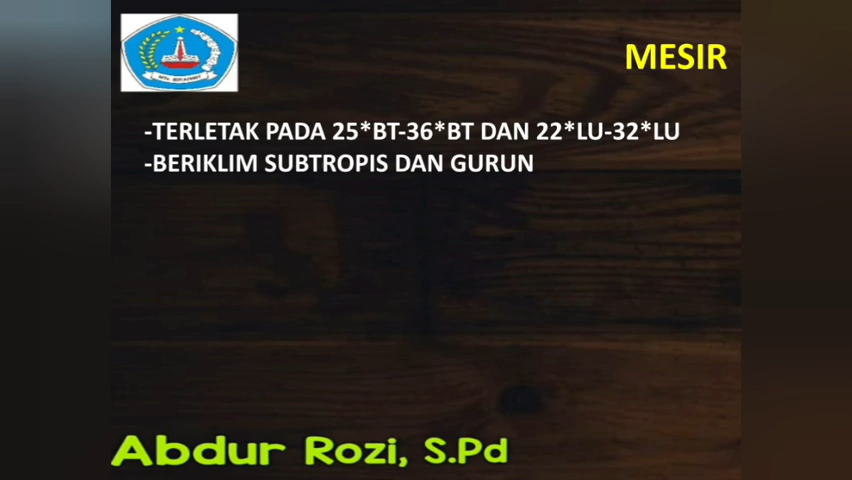 MESIR
-TERLETAK PADA 25*BT-36*BT DAN 22*LU-32*LU
-BERIKLIM SUBTROPIS DAN GURUN
Abdur Rozi, S.Pd